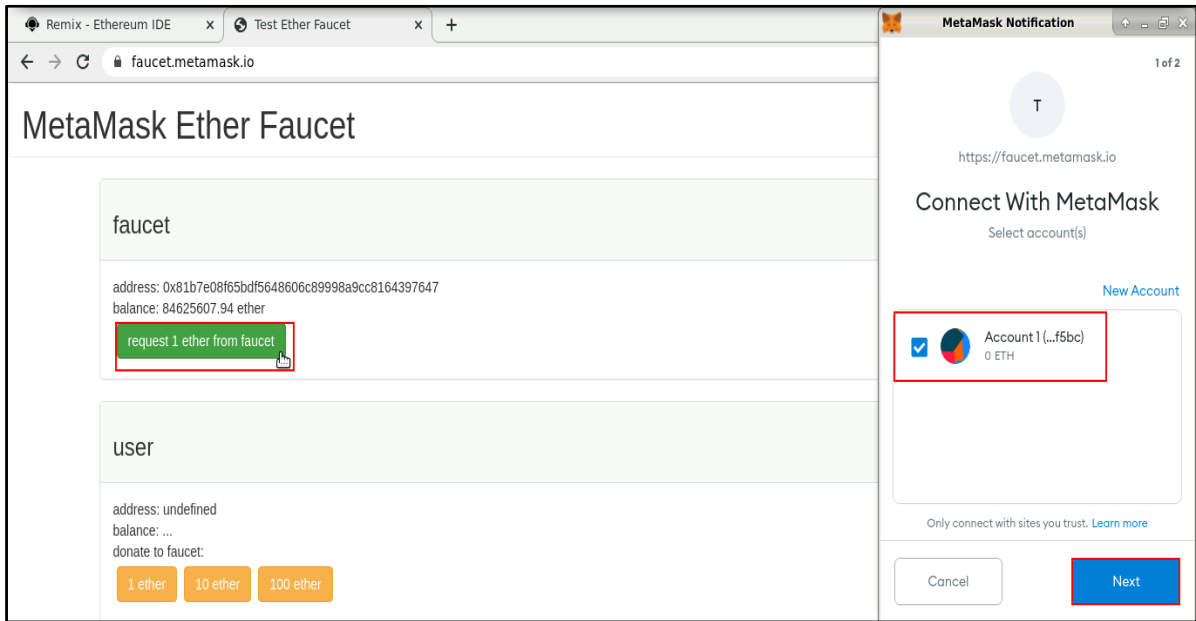 Remix - Ethereum IDE x
Test Ether Faucet x +
faucet.metamask.io
MetaMask Ether Faucet
faucet
address: 0x81b7e08f65bdf5648606c89998a9cc8164397647
balance: 84625607.94 ether
request 1 ether from faucet
user
address: undefined
balance: ...
donate to faucet:
1 ether 10 ether 100 ether
MetaMask Notification
1 of 2
T
https://faucet.metamask.io
Connect With MetaMask
Select account(s)
New Account
Account 1 (...f5bc)
0 ETH
Only connect with sites you trust. Learn more
Cancel Next